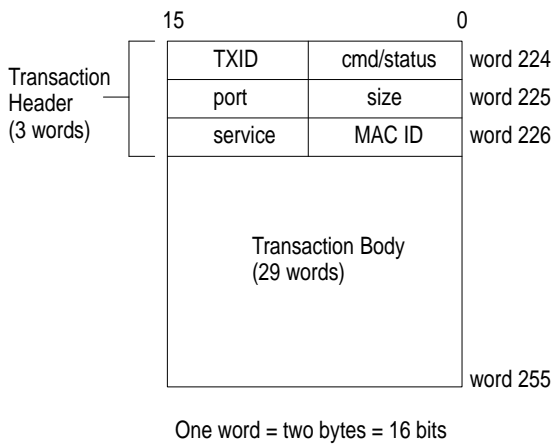 15 0
TXID cmd/status word 224
Transaction
Header
(3 words)
port size word 225
service MAC ID word 226
Transaction Body
(29 words)
word 255
One word = two bytes = 16 bits